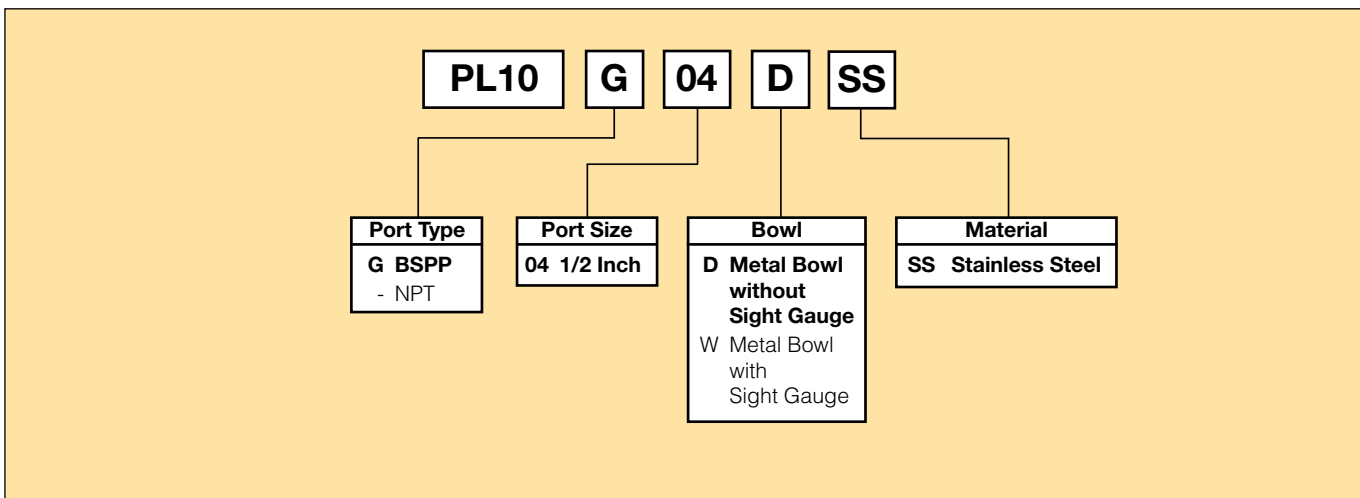 PL10 G 04 D SS
Port Type
G BSPP
- NPT
Port Size
04 1/2 Inch
Bowl
D Metal Bowl
without
Sight Gauge
W Metal Bowl
with
Sight Gauge
Material
SS Stainless Steel